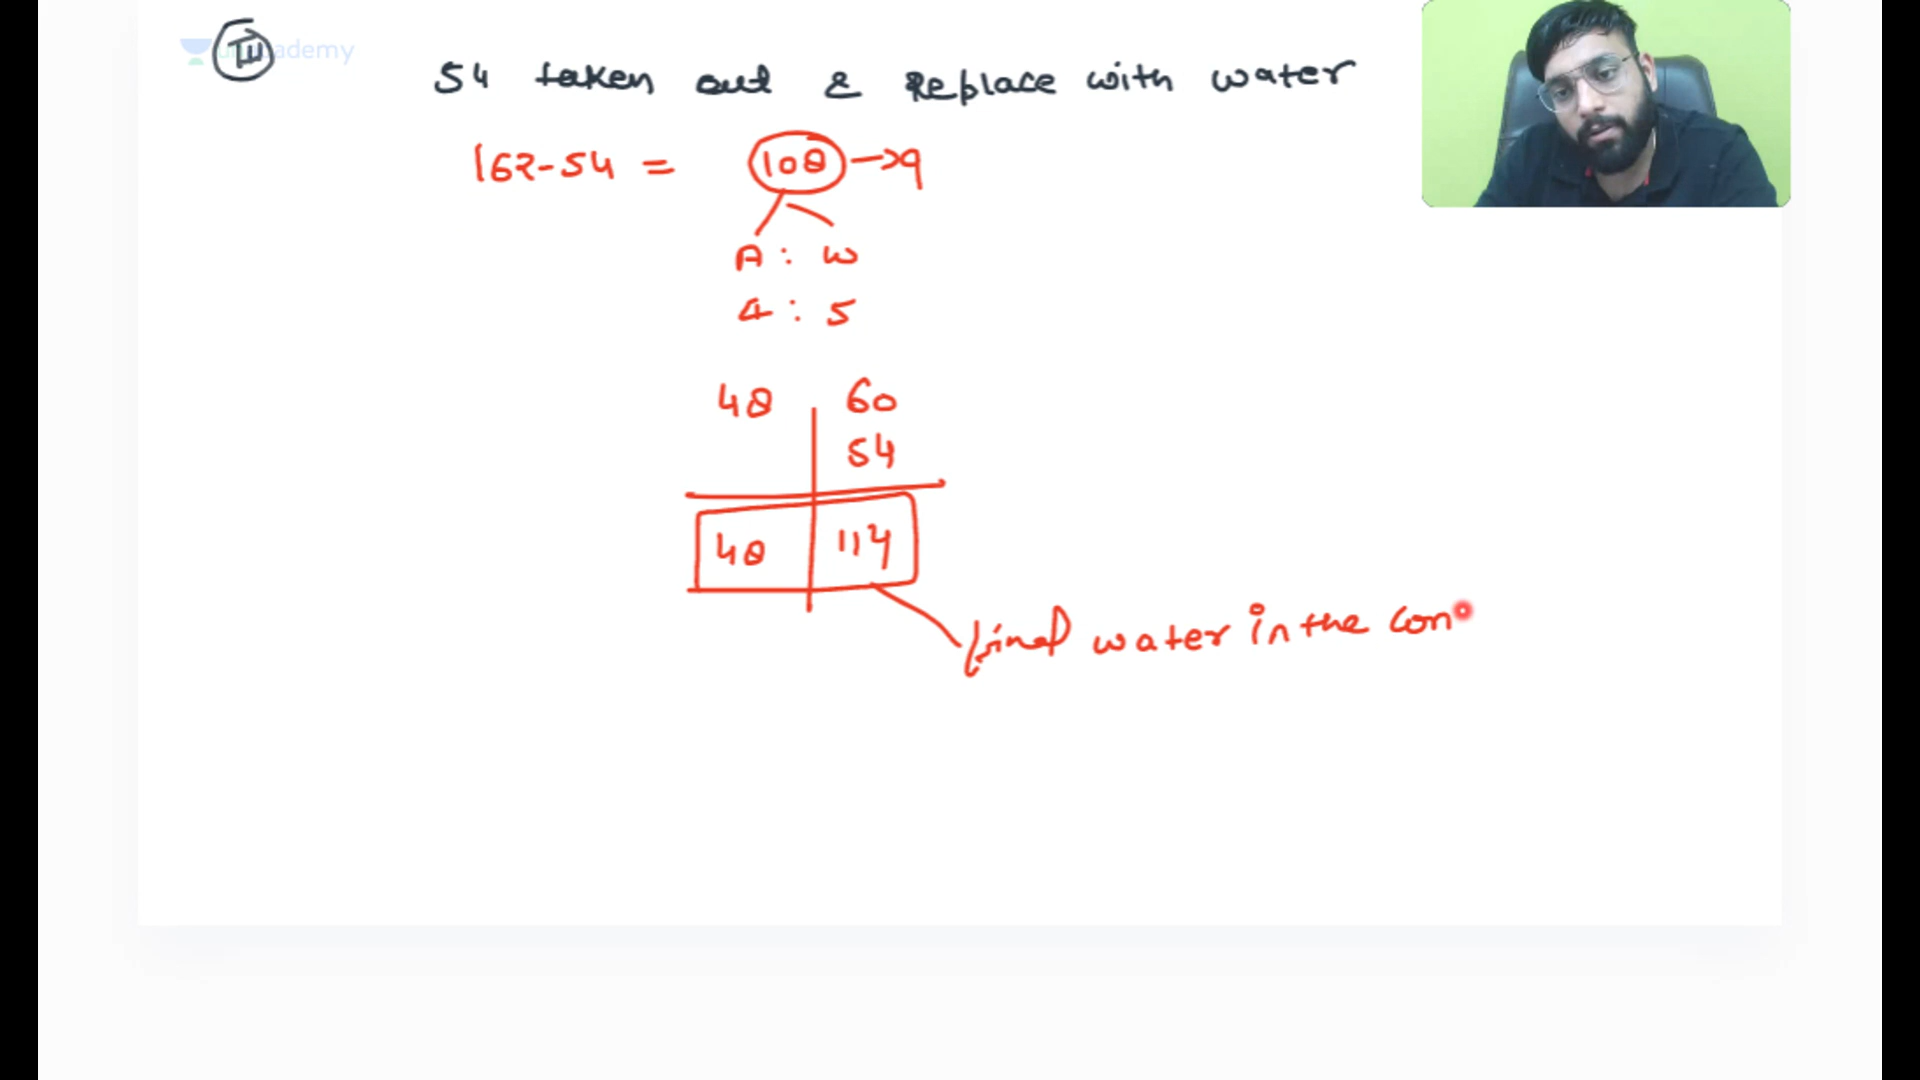 III
54 taken out & Replace with water
162-54 = 108 → 9
A : w
4 : 5
48 60
54
48 114
final water in the con